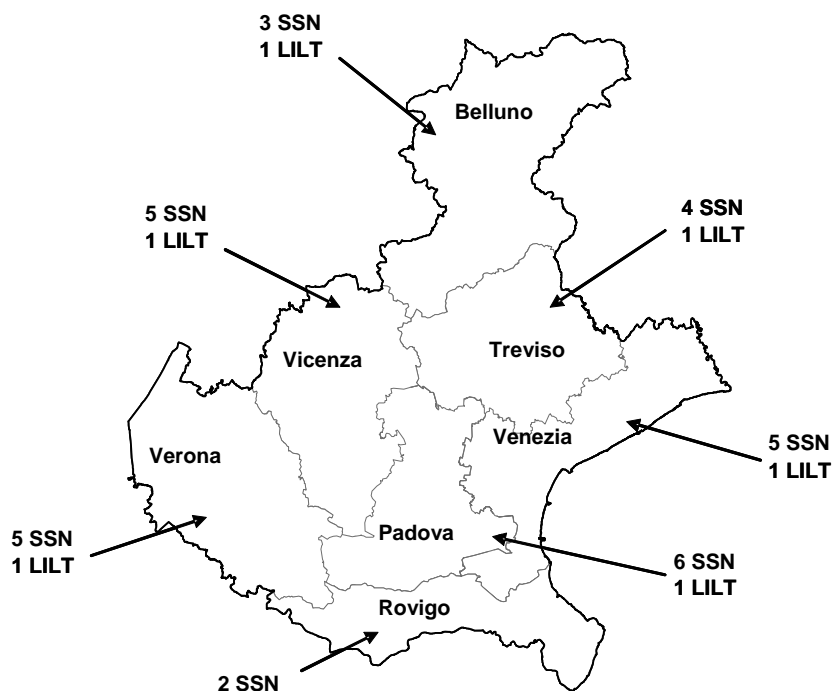 3 SSN
1 LILT
Belluno
5 SSN
1 LILT
4 SSN
1 LILT
Vicenza
Treviso
Venezia
Verona
5 SSN
1 LILT
5 SSN
1 LILT
Padova
6 SSN
1 LILT
Rovigo
2 SSN